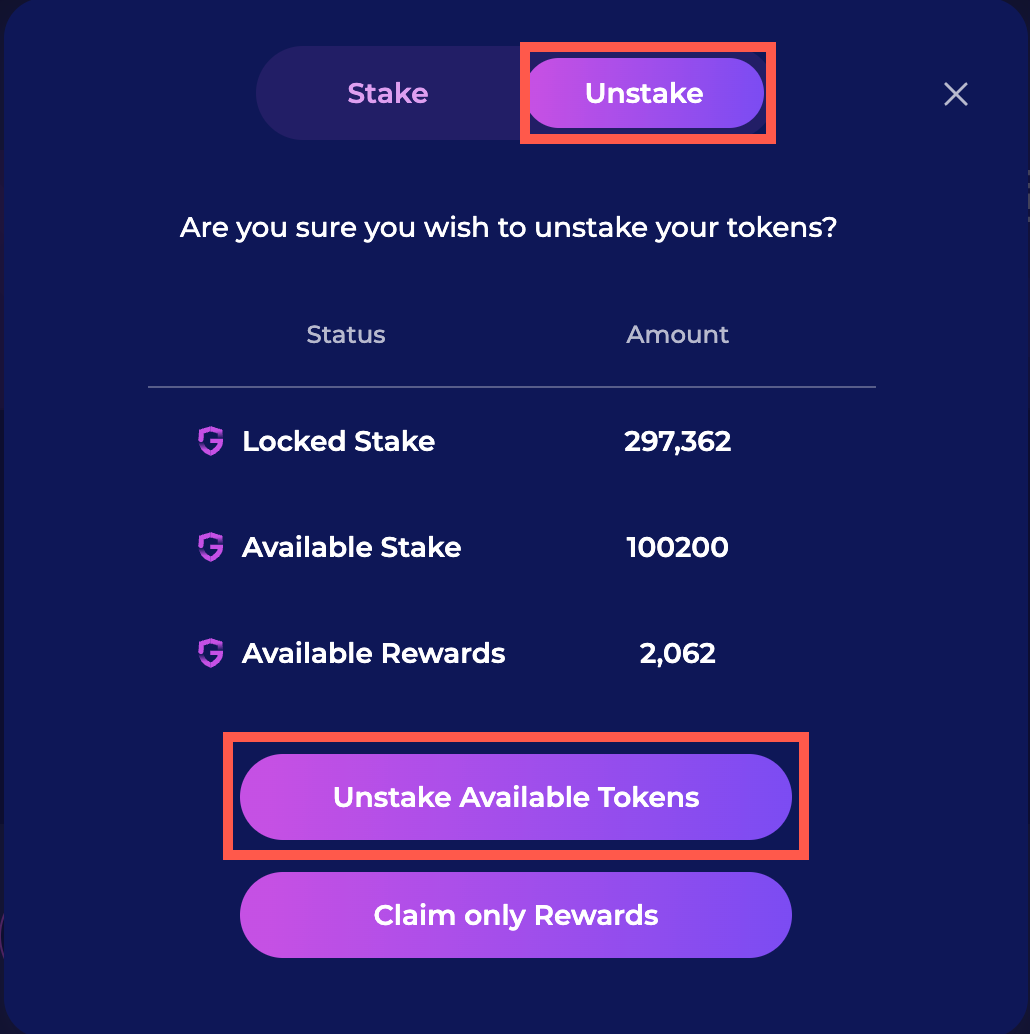 Stake Unstake
Are you sure you wish to unstake your tokens?
Status Amount
Locked Stake 297,362
Available Stake 100200
Available Rewards 2,062
Unstake Available Tokens
Claim only Rewards